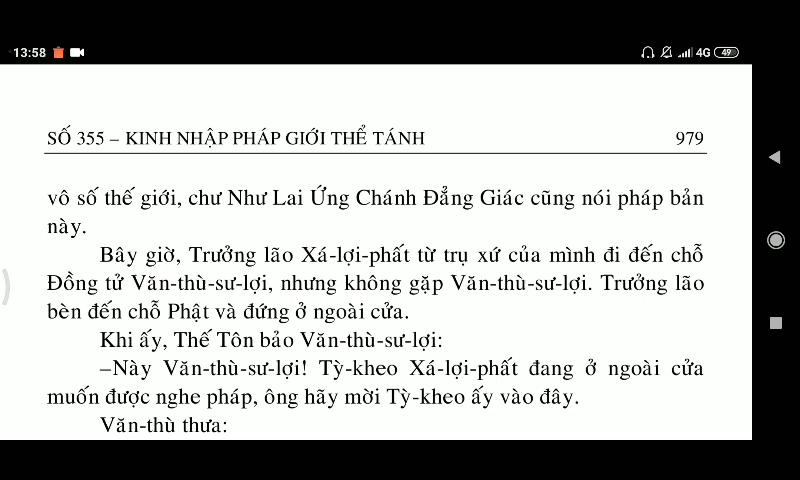 13:58
4G 49
SỐ 355 – KINH NHẬP PHÁP GIỚI THỂ TÁNH 979
vô số thế giới, chư Như Lai Ứng Chánh Đẳng Giác cũng nói pháp bản
này.
Bây giờ, Trưởng lão Xá-lợi-phất từ trụ xứ của mình đi đến chỗ
Đồng tử Văn-thù-sư-lợi, nhưng không gặp Văn-thù-sư-lợi. Trưởng lão
bèn đến chỗ Phật và đứng ở ngoài cửa.
Khi ấy, Thế Tôn bảo Văn-thù-sư-lợi:
–Này Văn-thù-sư-lợi! Tỳ-kheo Xá-lợi-phất đang ở ngoài cửa
muốn được nghe pháp, ông hãy mời Tỳ-kheo ấy vào đây.
Văn-thù thưa: